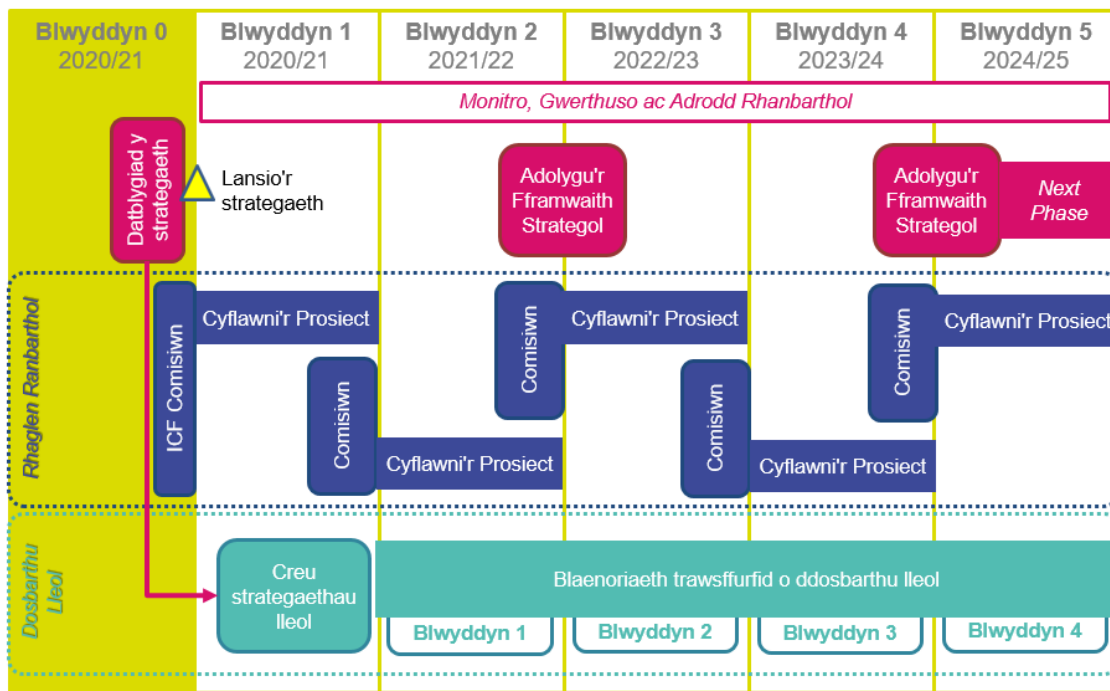 Blwyddyn 0
2020/21
Blwyddyn 1
2020/21
Blwyddyn 2
2021/22
Blwyddyn 3
2022/23
Blwyddyn 4
2023/24
Blwyddyn 5
2024/25
Monitro, Gwerthuso ac Adrodd Rhanbarthol
Datblygiad y
strategaeth
Lansio'r
strategaeth
Adolygu'r
Fframwaith
Strategol
Adolygu'r
Fframwaith
Strategol
Next
Phase
Rhaglen Ranbarthol
ICF Comisiwn
Cyflawni'r Prosiect
Comisiwn
Cyflawni'r Prosiect
Comisiwn
Cyflawni'r Prosiect
Comisiwn
Cyflawni'r Prosiect
Comisiwn
Cyflawni'r Prosiect
Dosbarthu
Lleol
Creu
strategaethau
lleol
Blaenoriaeth trawsffurfid o ddosbarthu lleol
Blwyddyn 1
Blwyddyn 2
Blwyddyn 3
Blwyddyn 4